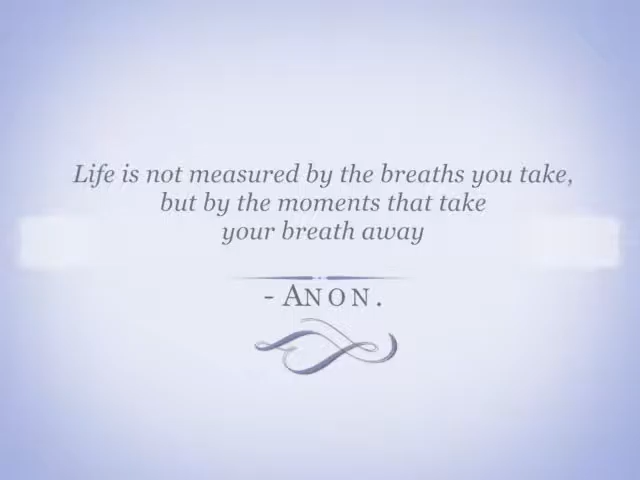 Life is not measured by the breaths you take,
but by the moments that take
your breath away
- ANON.